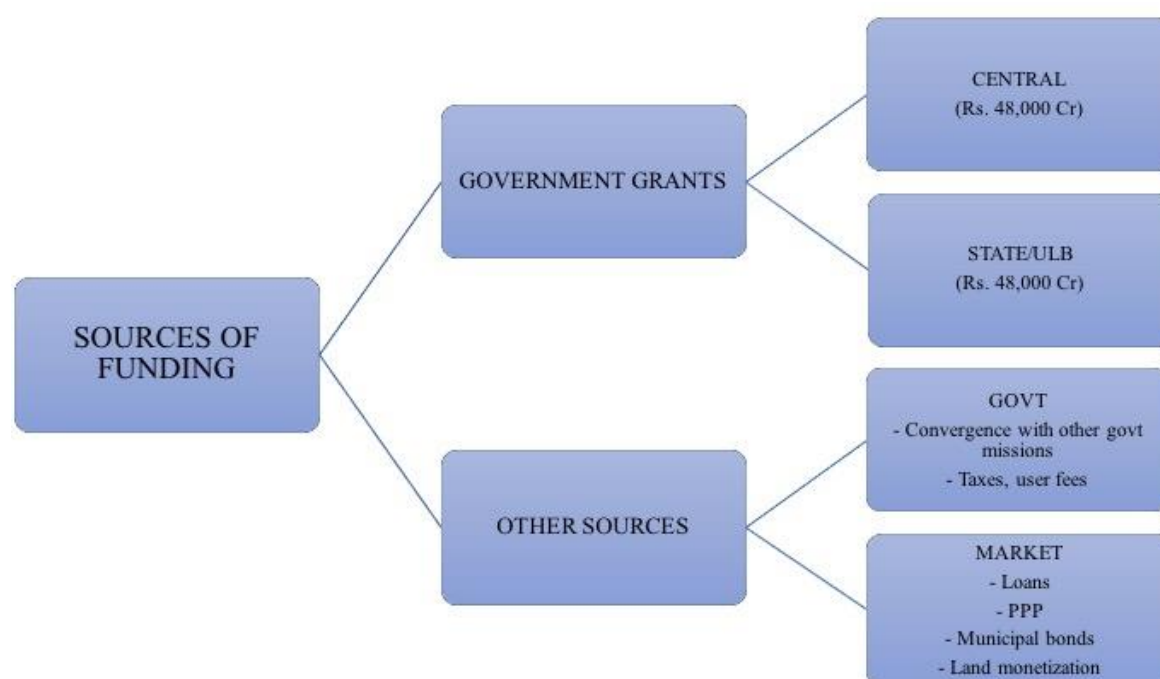 CENTRAL
(Rs. 48,000 Cr)
GOVERNMENT GRANTS
STATE/ULB
(Rs. 48,000 Cr)
SOURCES OF
FUNDING
GOVT
- Convergence with other govt
missions
- Taxes, user fees
OTHER SOURCES
MARKET
- Loans
- PPP
- Municipal bonds
- Land monetization